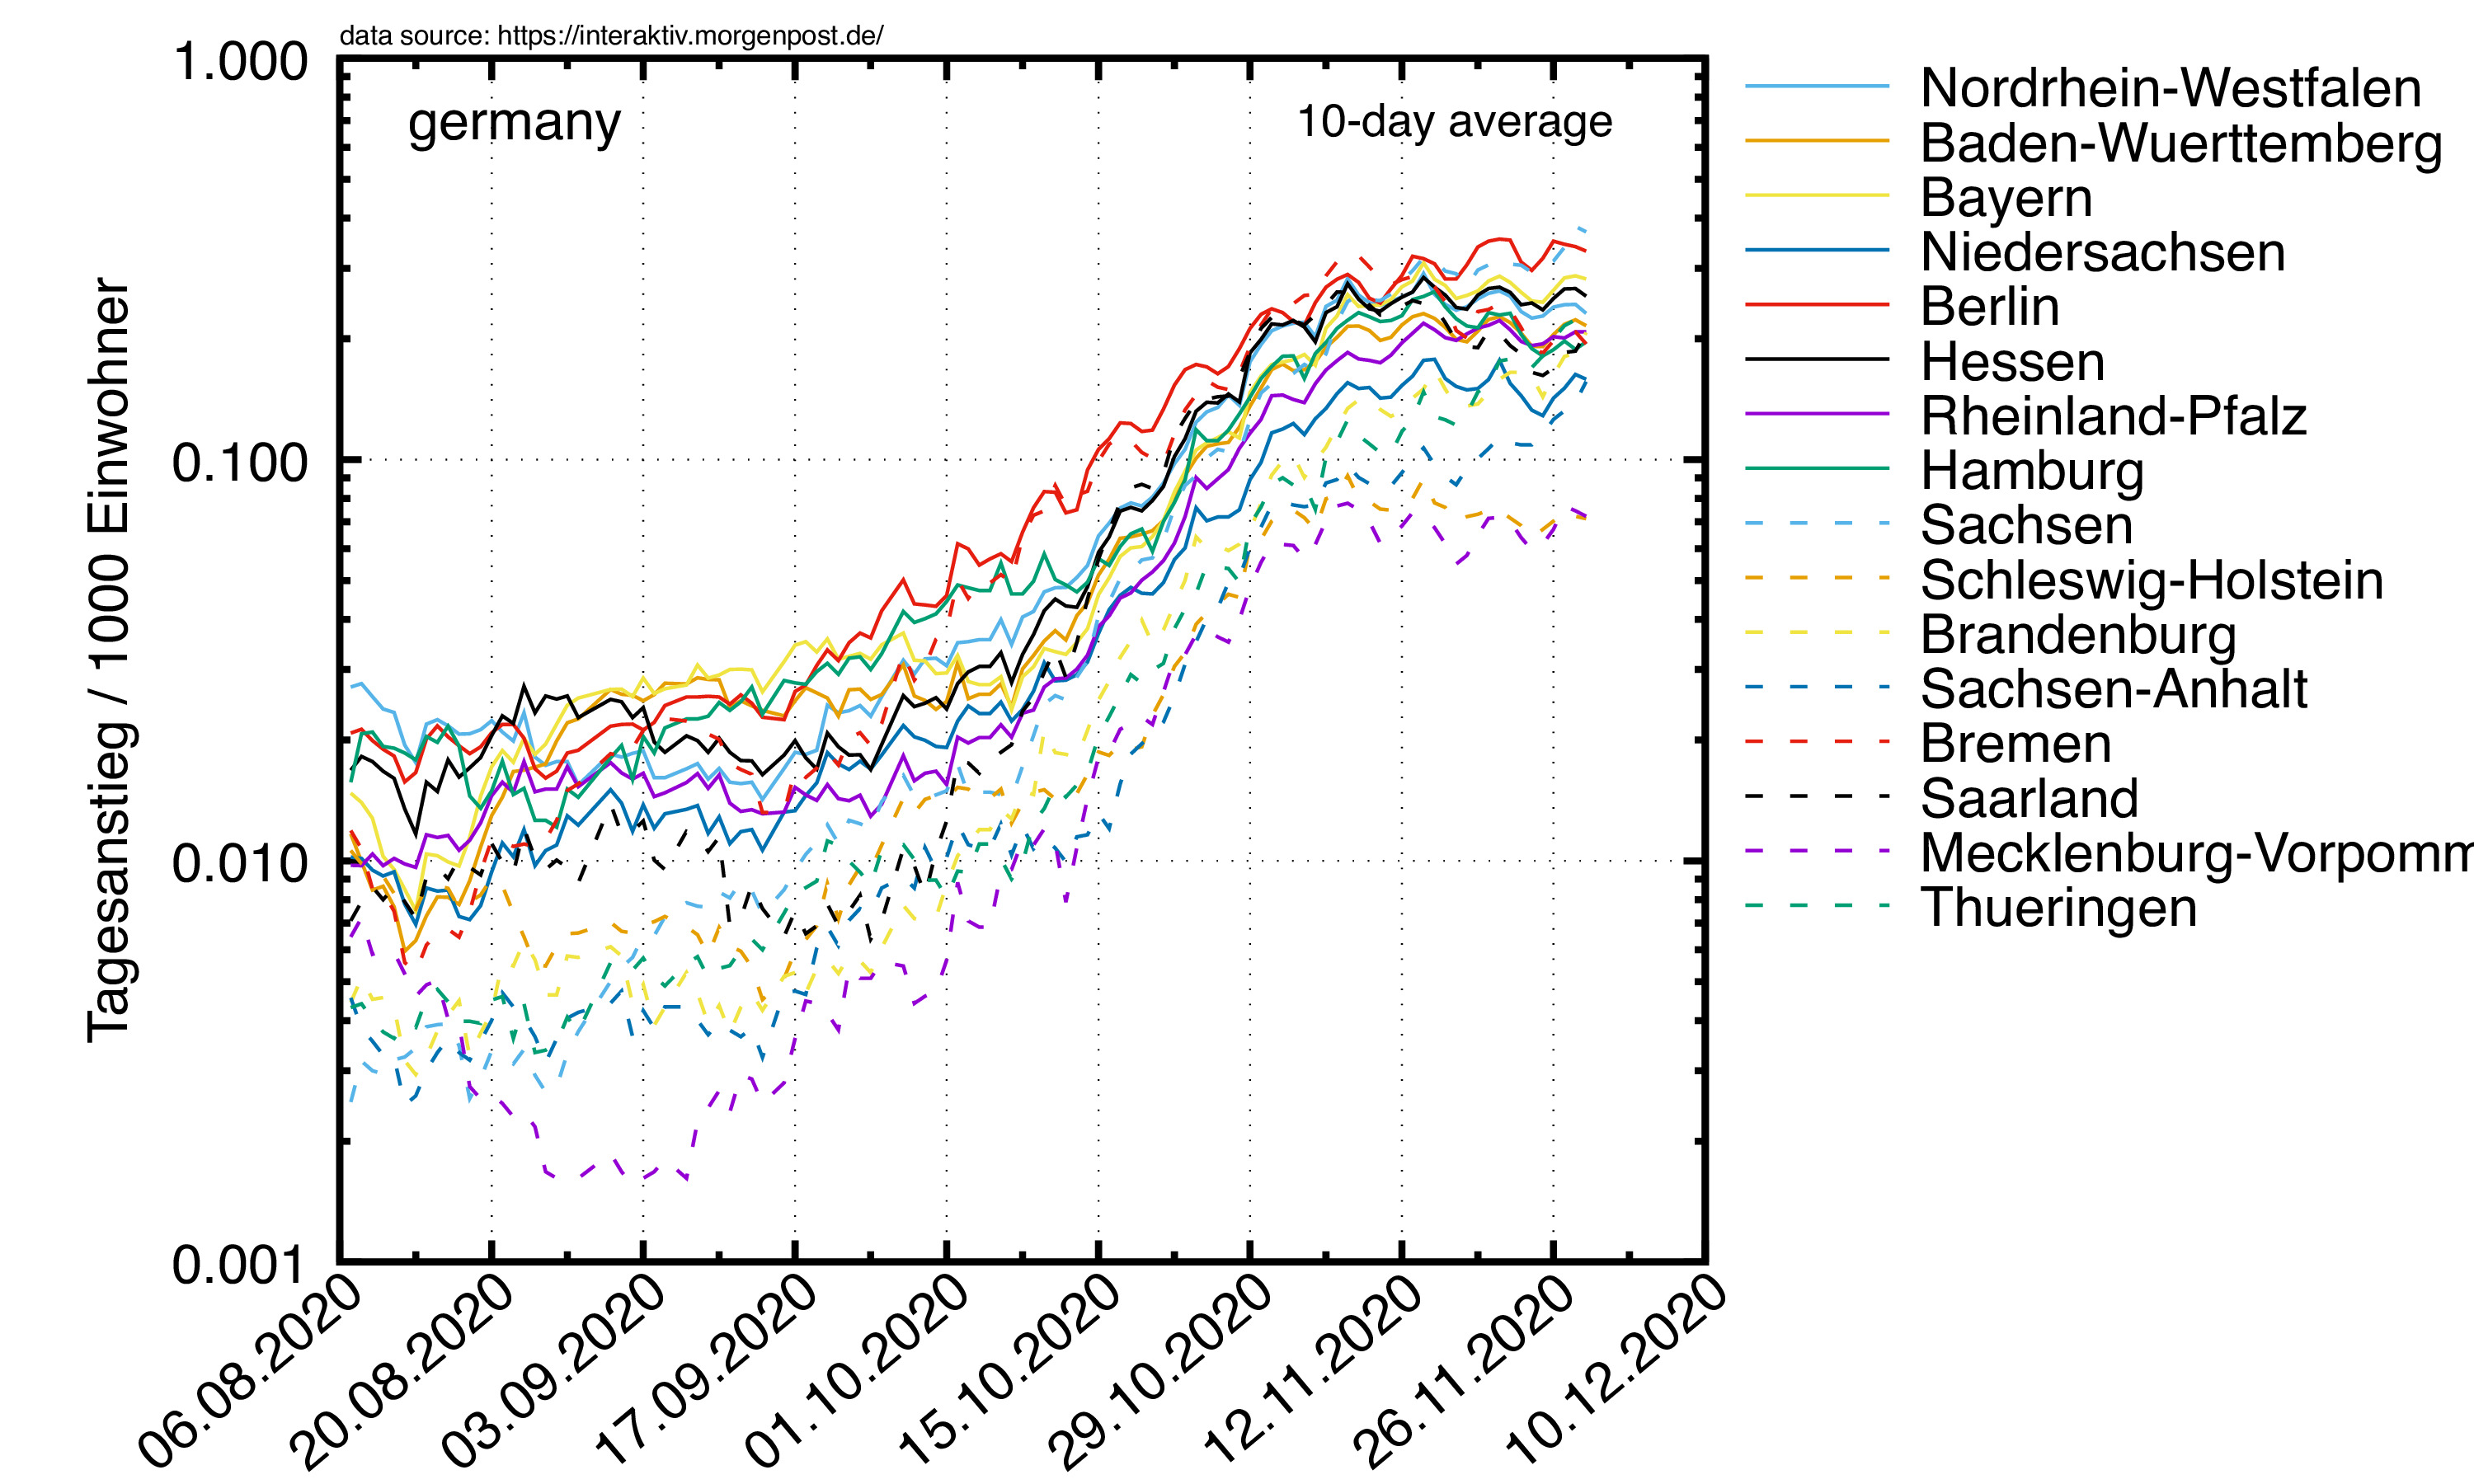 data source: https://interaktiv.morgenpost.de/
1.000
germany
10-day average
0.100
0.010
0.001
Tagesanstieg / 1000 Einwohner
06.08.2020
20.08.2020
03.09.2020
17.09.2020
01.10.2020
15.10.2020
29.10.2020
12.11.2020
26.11.2020
10.12.2020
Nordrhein-Westfalen
Baden-Wuerttemberg
Bayern
Niedersachsen
Berlin
Hessen
Rheinland-Pfalz
Hamburg
Sachsen
Schleswig-Holstein
Brandenburg
Sachsen-Anhalt
Bremen
Saarland
Mecklenburg-Vorpomm
Thueringen